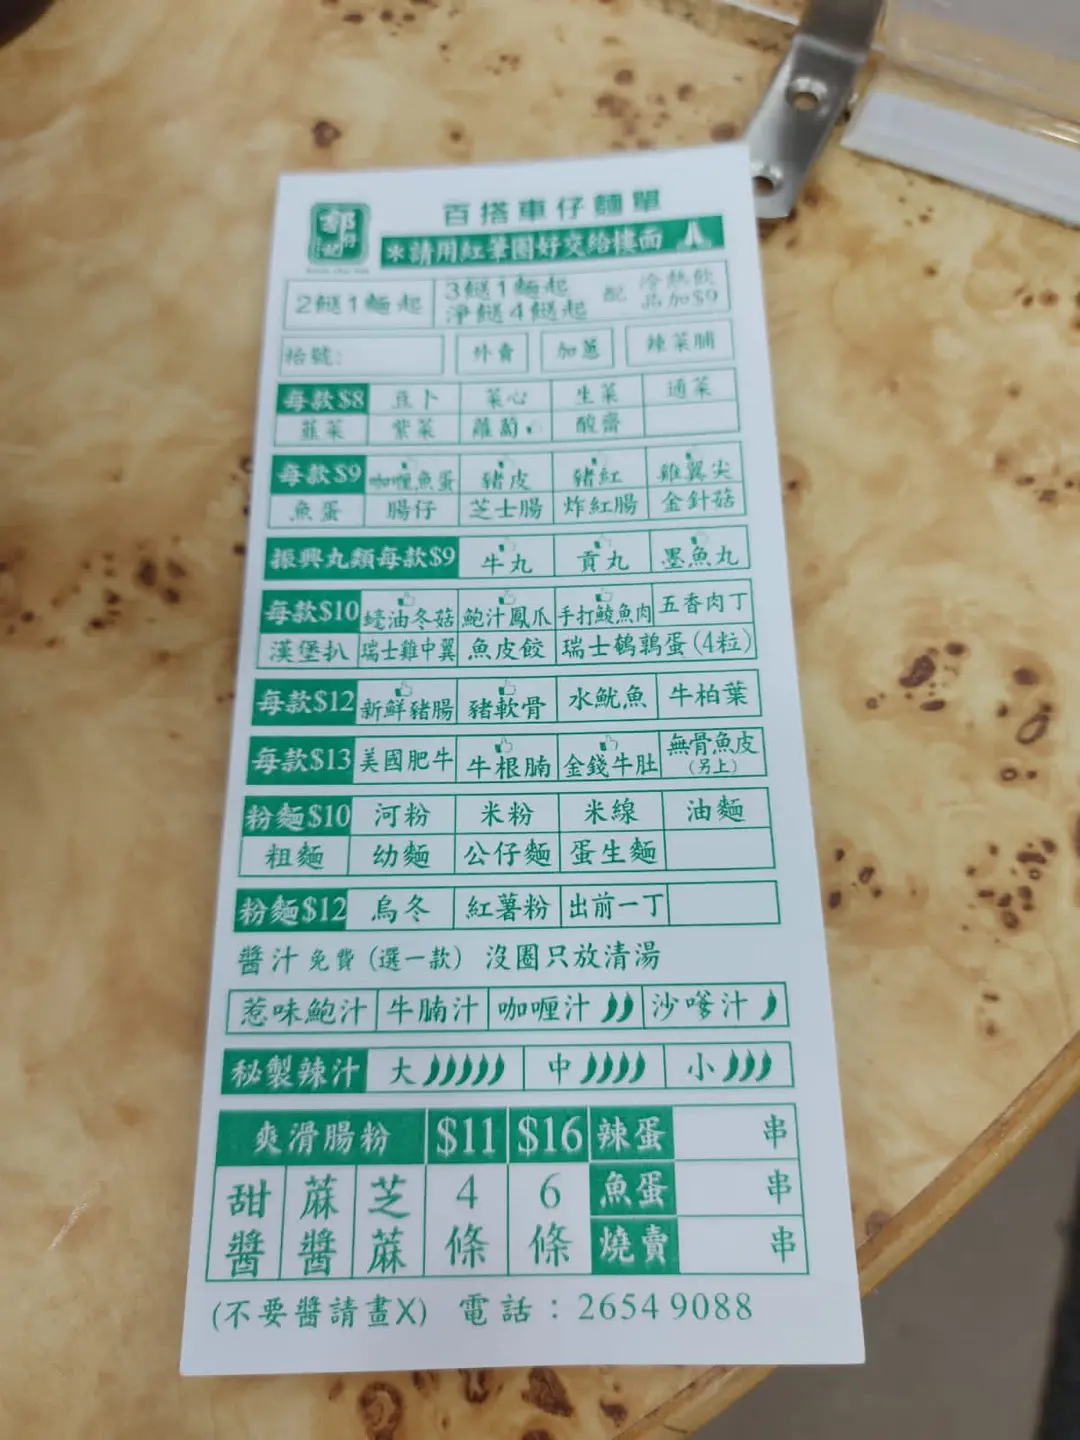 郭仔記
百搭車仔麵單
*請用紅筆圈好交給樓面
2餸1麵起 3餸1麵起 淨餸4餸起 配 冷熱飲品加$9
枱號: 外賣 加蔥 辣菜脯
每款$8 豆卜 菜心 生菜 通菜
韮菜 紫菜 蘿蔔 酸齋
每款$9 咖喱魚蛋 豬皮 豬紅 雞翼尖
魚蛋 腸仔 芝士腸 炸紅腸 金針菇
振興丸類每款$9 牛丸 貢丸 墨魚丸
每款$10 蠔油冬菇 鮑汁鳳爪 手打鯪魚肉 五香肉丁
漢堡扒 瑞士雞中翼 魚皮餃 瑞士鵪鶉蛋(4粒)
每款$12 新鮮豬腸 豬軟骨 水魷魚 牛柏葉
每款$13 美國肥牛 牛根腩 金錢牛肚 無骨魚皮(另上)
粉麵$10 河粉 米粉 米線 油麵
粗麵 幼麵 公仔麵 蛋生麵
粉麵$12 烏冬 紅薯粉 出前一丁
醬汁免費(選一款) 沒圈只放清湯
惹味鮑汁 牛腩汁 咖喱汁 沙嗲汁
秘製辣汁 大 中 小
爽滑腸粉 $11 $16 辣蛋 串
甜醬 蔴醬 芝蔴 4條 6條 魚蛋 串
燒賣 串
(不要醬請畫X) 電話：2654 9088